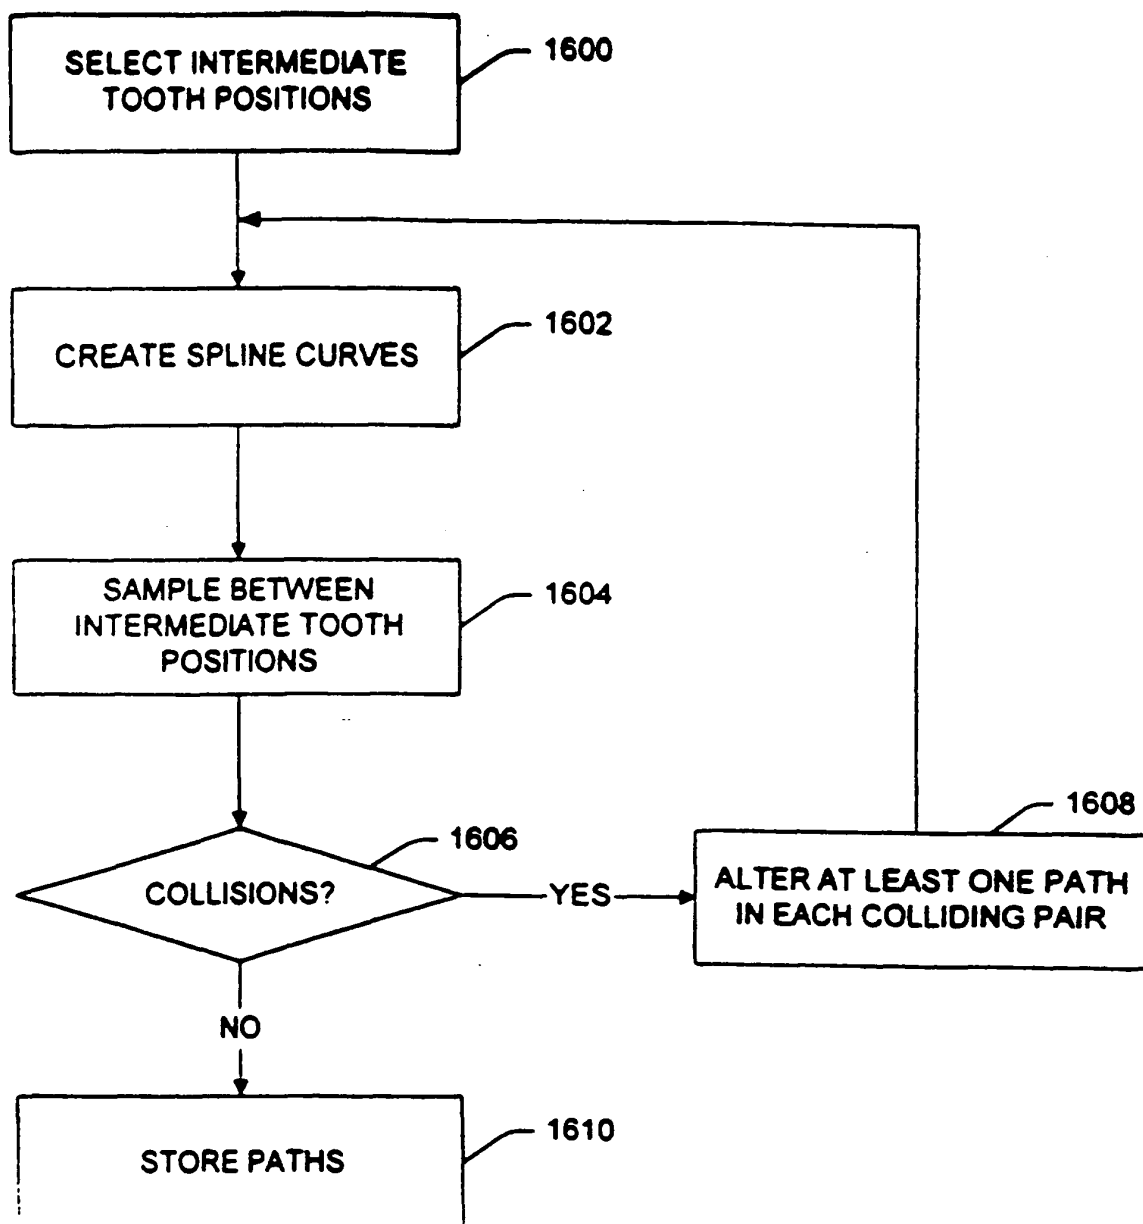 SELECT INTERMEDIATE
TOOTH POSITIONS
1600
CREATE SPLINE CURVES
1602
SAMPLE BETWEEN
INTERMEDIATE TOOTH
POSITIONS
1604
COLLISIONS?
1606
YES
ALTER AT LEAST ONE PATH
IN EACH COLLIDING PAIR
1608
NO
STORE PATHS
1610